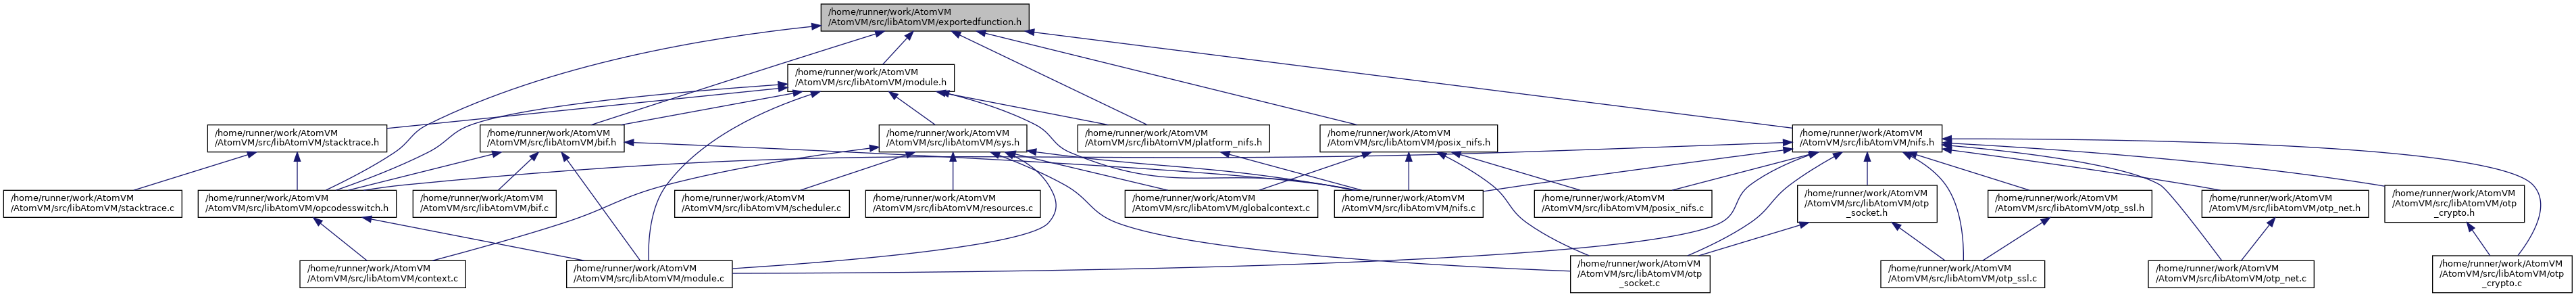 /home/runner/work/AtomVM
/AtomVM/src/libAtomVM/exportedfunction.h
/home/runner/work/AtomVM
/AtomVM/src/libAtomVM/module.h
/home/runner/work/AtomVM
/AtomVM/src/libAtomVM/stacktrace.h
/home/runner/work/AtomVM
/AtomVM/src/libAtomVM/bif.h
/home/runner/work/AtomVM
/AtomVM/src/libAtomVM/sys.h
/home/runner/work/AtomVM
/AtomVM/src/libAtomVM/platform_nifs.h
/home/runner/work/AtomVM
/AtomVM/src/libAtomVM/posix_nifs.h
/home/runner/work/AtomVM
/AtomVM/src/libAtomVM/nifs.h
/home/runner/work/AtomVM
/AtomVM/src/libAtomVM/stacktrace.c
/home/runner/work/AtomVM
/AtomVM/src/libAtomVM/opcodesswitch.h
/home/runner/work/AtomVM
/AtomVM/src/libAtomVM/bif.c
/home/runner/work/AtomVM
/AtomVM/src/libAtomVM/scheduler.c
/home/runner/work/AtomVM
/AtomVM/src/libAtomVM/resources.c
/home/runner/work/AtomVM
/AtomVM/src/libAtomVM/globalcontext.c
/home/runner/work/AtomVM
/AtomVM/src/libAtomVM/nifs.c
/home/runner/work/AtomVM
/AtomVM/src/libAtomVM/posix_nifs.c
/home/runner/work/AtomVM
/AtomVM/src/libAtomVM/otp
_socket.h
/home/runner/work/AtomVM
/AtomVM/src/libAtomVM/otp_ssl.h
/home/runner/work/AtomVM
/AtomVM/src/libAtomVM/otp_net.h
/home/runner/work/AtomVM
/AtomVM/src/libAtomVM/otp
_crypto.h
/home/runner/work/AtomVM
/AtomVM/src/libAtomVM/context.c
/home/runner/work/AtomVM
/AtomVM/src/libAtomVM/module.c
/home/runner/work/AtomVM
/AtomVM/src/libAtomVM/otp
_socket.c
/home/runner/work/AtomVM
/AtomVM/src/libAtomVM/otp_ssl.c
/home/runner/work/AtomVM
/AtomVM/src/libAtomVM/otp_net.c
/home/runner/work/AtomVM
/AtomVM/src/libAtomVM/otp
_crypto.c